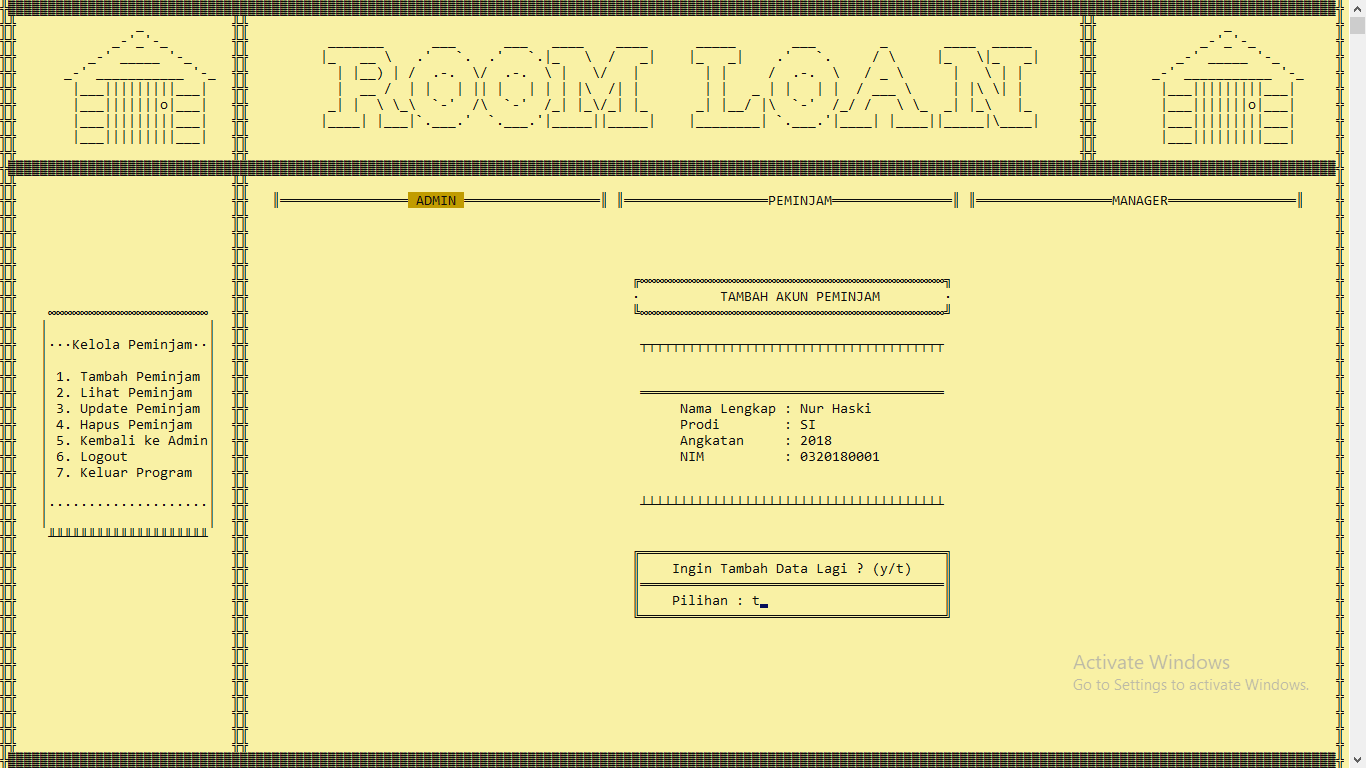 ROOM LOAN
ADMIN
PEMINJAM
MANAGER
TAMBAH AKUN PEMINJAM
···Kelola Peminjam··
1. Tambah Peminjam
2. Lihat Peminjam
3. Update Peminjam
4. Hapus Peminjam
5. Kembali ke Admin
6. Logout
7. Keluar Program
Nama Lengkap : Nur Haski
Prodi : SI
Angkatan : 2018
NIM : 0320180001
Ingin Tambah Data Lagi ? (y/t)
Pilihan : t
Activate Windows
Go to Settings to activate Windows.